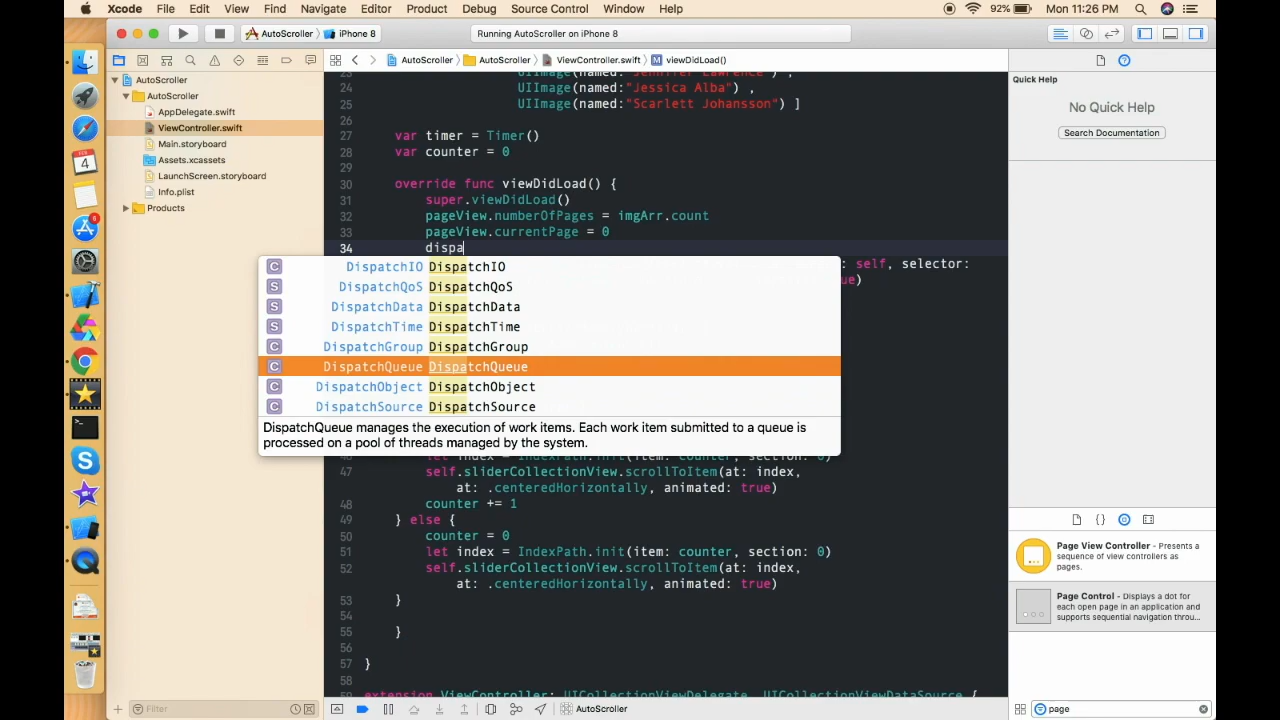 Xcode File Edit View Find Navigate Editor Product Debug Source Control Window Help 92% Mon 11:26 PM
AutoScroller iPhone 8 Running AutoScroller on iPhone 8
AutoScroller AutoScroller ViewController.swift viewDidLoad()
AutoScroller
AutoScroller
AppDelegate.swift
ViewController.swift
Main.storyboard
Assets.xcassets
LaunchScreen.storyboard
Info.plist
Products
Filter
23 UIImage(named:"Jennifer Lawrence") ,
24 UIImage(named:"Jessica Alba") ,
25 UIImage(named:"Scarlett Johansson") ]
26
27 var timer = Timer()
28 var counter = 0
29
30 override func viewDidLoad() {
31 super.viewDidLoad()
32 pageView.numberOfPages = imgArr.count
33 pageView.currentPage = 0
34 dispa
: self, selector:
ue)
DispatchIO DispatchIO
DispatchQoS DispatchQoS
DispatchData DispatchData
DispatchTime DispatchTime
DispatchGroup DispatchGroup
DispatchQueue DispatchQueue
DispatchObject DispatchObject
DispatchSource DispatchSource
DispatchQueue manages the execution of work items. Each work item submitted to a queue is
processed on a pool of threads managed by the system.
46 let index = IndexPath.init(item: counter, section: 0)
47 self.sliderCollectionView.scrollToItem(at: index,
at: .centeredHorizontally, animated: true)
48 counter += 1
49 } else {
50 counter = 0
51 let index = IndexPath.init(item: counter, section: 0)
52 self.sliderCollectionView.scrollToItem(at: index,
at: .centeredHorizontally, animated: true)
53 }
54
55 }
56
57 }
59 extension ViewController: UICollectionViewDelegate, UICollectionViewDataSource {
AutoScroller
Quick Help
No Quick Help
Search Documentation
Page View Controller - Presents a
sequence of view controllers as
pages.
Page Control - Displays a dot for
each open page in an application and
supports sequential navigation throu...
page